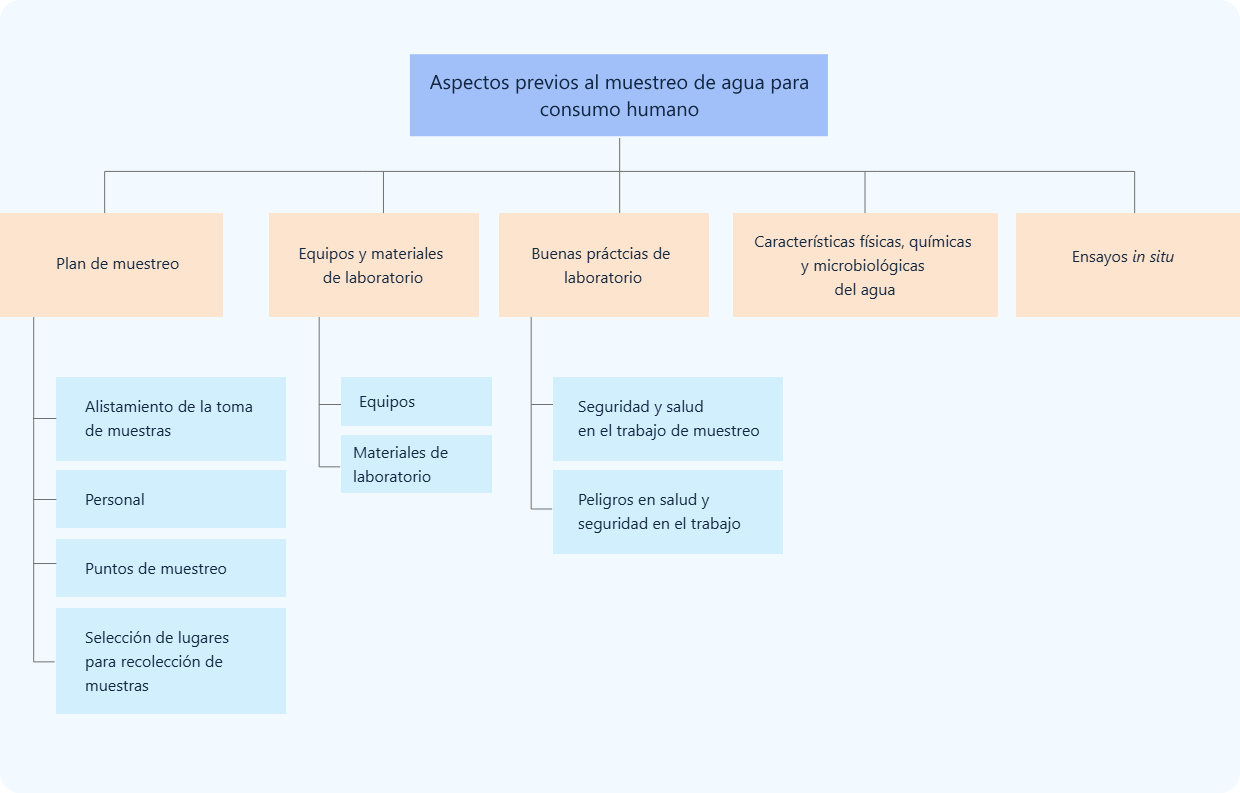 Aspectos previos al muestreo de agua para
consumo humano
Plan de muestreo
Equipos y materiales
de laboratorio
Buenas práctcias de
laboratorio
Características físicas, químicas
y microbiológicas
del agua
Ensayos in situ
Alistamiento de la toma
de muestras
Personal
Puntos de muestreo
Selección de lugares
para recolección de
muestras
Equipos
Materiales de
laboratorio
Seguridad y salud
en el trabajo de muestreo
Peligros en salud y
seguridad en el trabajo